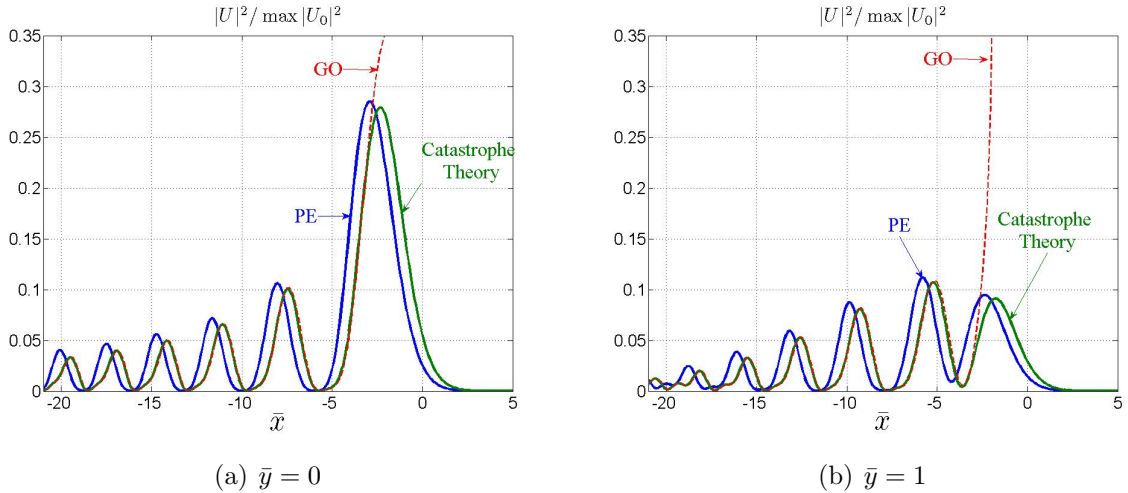 |U|²/ max |U₀|²
0.35
0.3
0.25
0.2
0.15
0.1
0.05
0
-20
-15
-10
-5
0
5
x̄
GO
Catastrophe
Theory
PE
(a) ȳ = 0
|U|²/ max |U₀|²
0.35
0.3
0.25
0.2
0.15
0.1
0.05
0
-20
-15
-10
-5
0
5
x̄
GO
PE
Catastrophe
Theory
(b) ȳ = 1